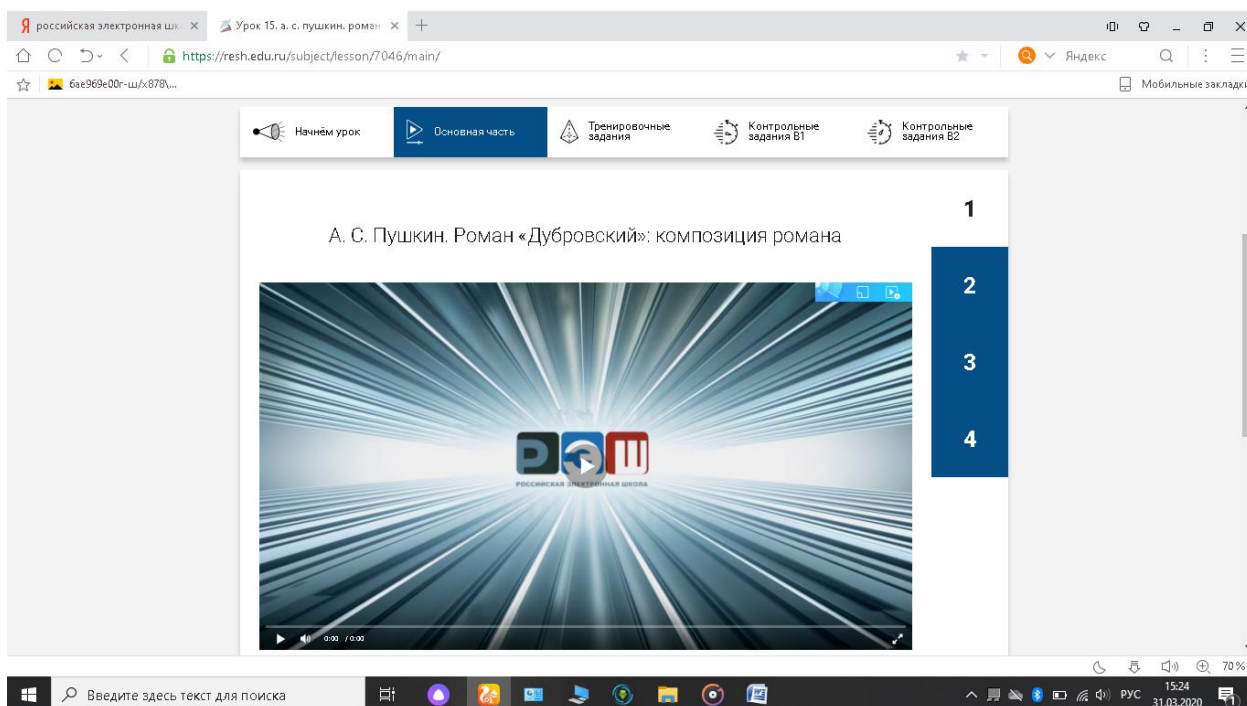 российская электронная шк
Урок 15. а. с. пушкин. роман
https://resh.edu.ru/subject/lesson/7046/main/
Яндекс
6ae969e00r-ш/x878\...
Мобильные закладки
Начнём урок
Основная часть
Тренировочные
задания
Контрольные
задания В1
Контрольные
задания В2
1
А. С. Пушкин. Роман «Дубровский»: композиция романа
2
3
4
РЭШ
РОССИЙСКАЯ ЭЛЕКТРОННАЯ ШКОЛА
0:00 / 0:00
70%
Введите здесь текст для поиска
РУС
15:24
31.03.2020